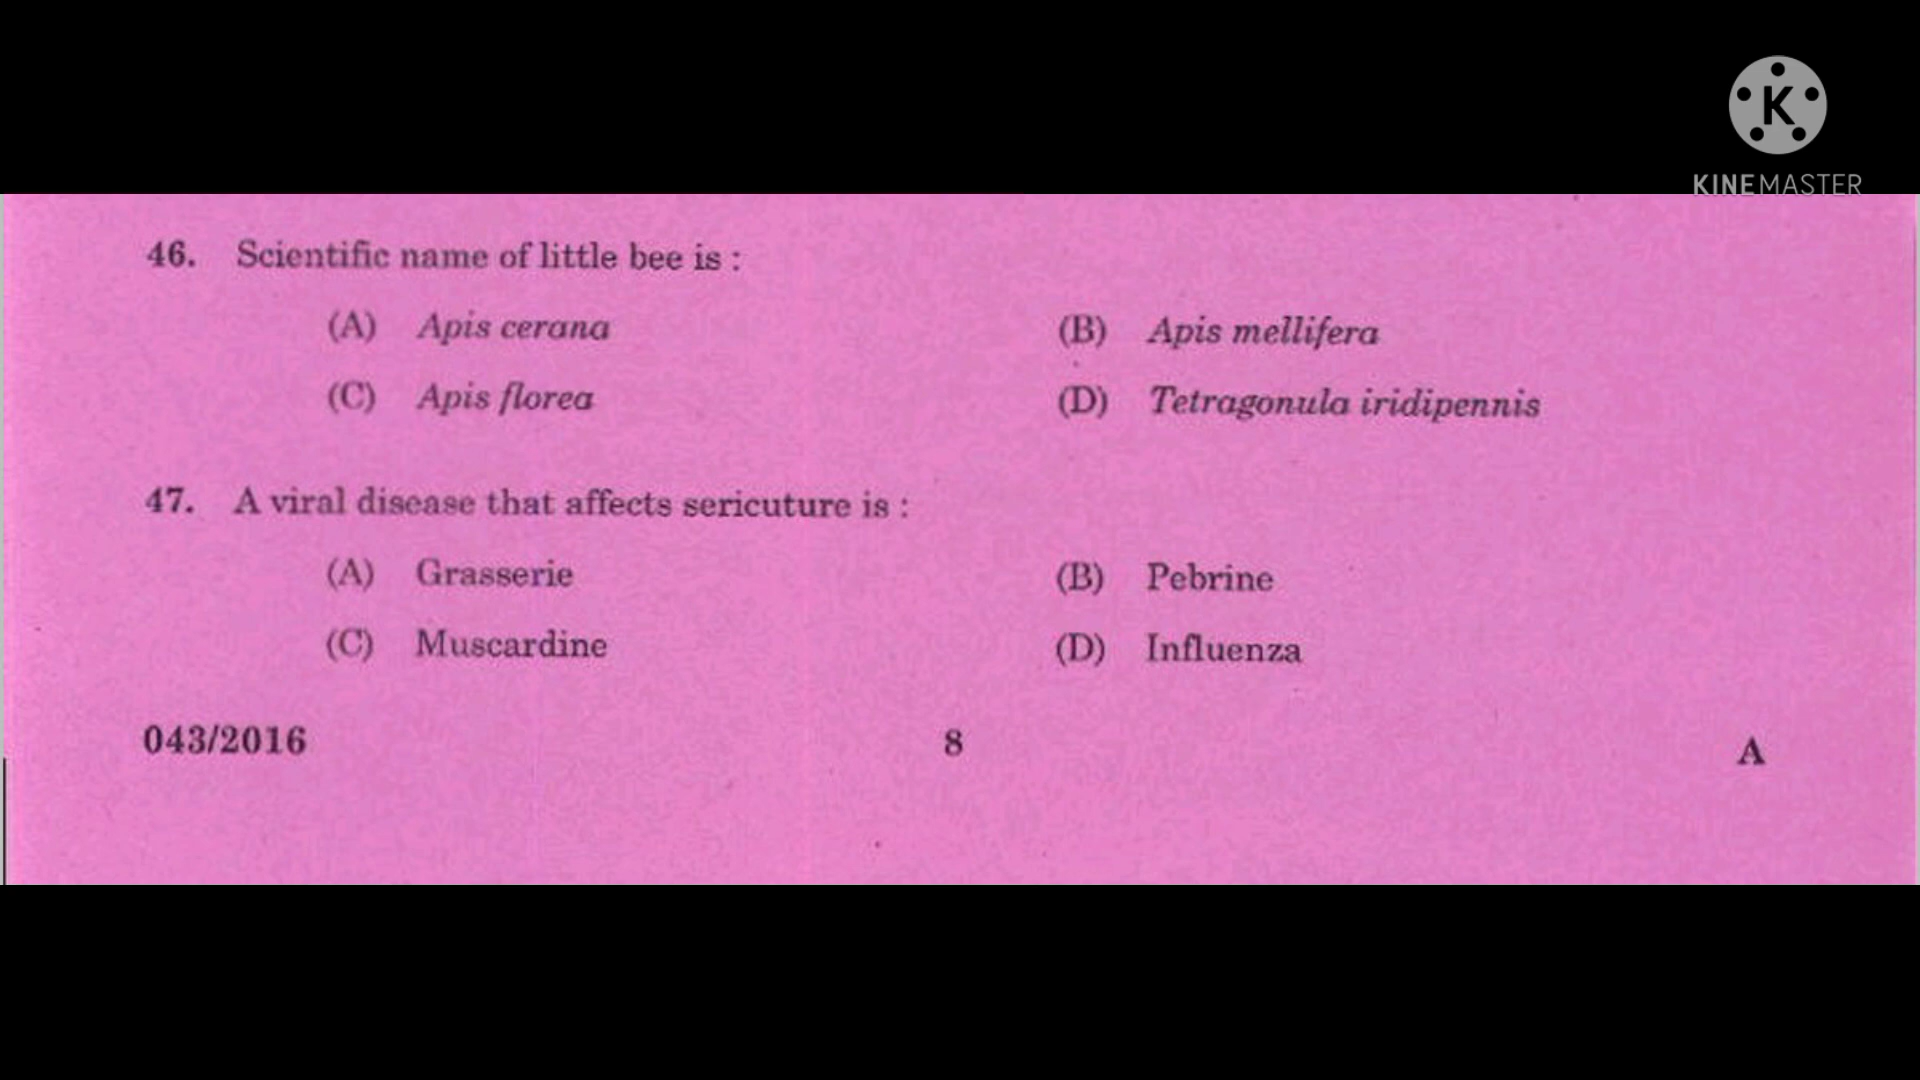 K
KINEMASTER
46. Scientific name of little bee is :
(A) Apis cerana (B) Apis mellifera
(C) Apis florea (D) Tetragonula iridipennis
47. A viral disease that affects sericuture is :
(A) Grasserie (B) Pebrine
(C) Muscardine (D) Influenza
043/2016 8 A